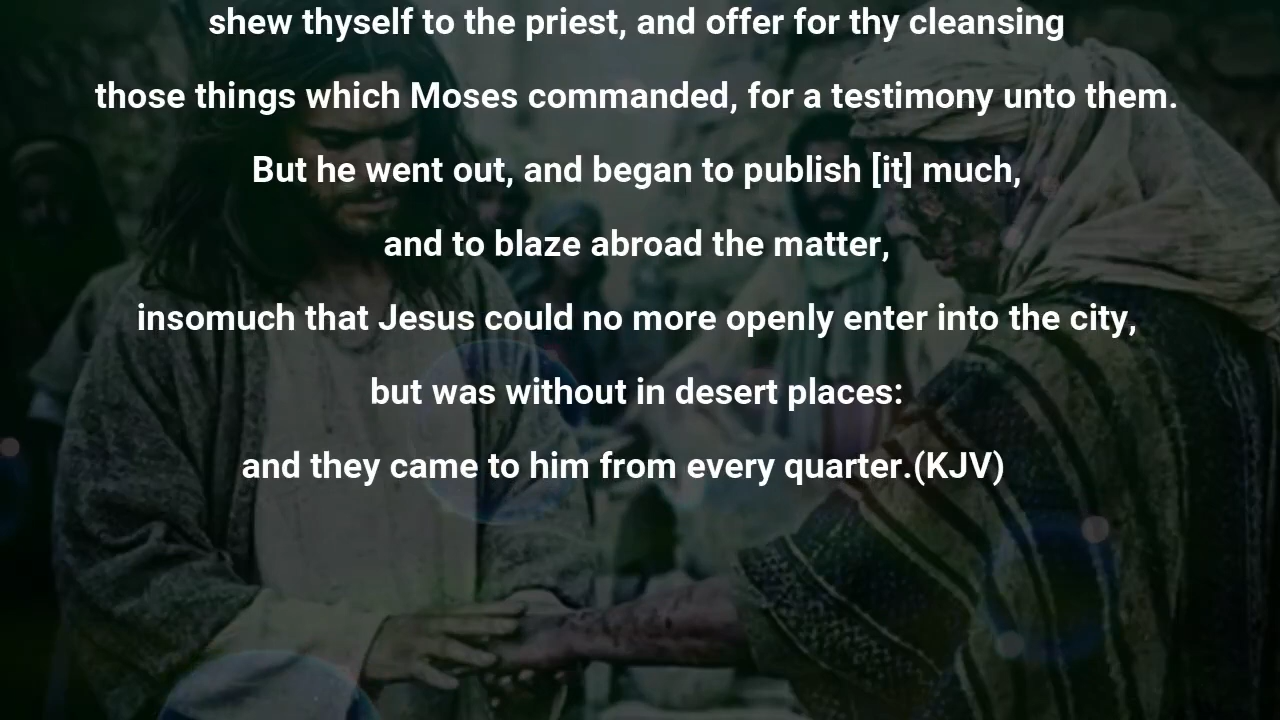 shew thyself to the priest, and offer for thy cleansing
those things which Moses commanded, for a testimony unto them.
But he went out, and began to publish [it] much,
and to blaze abroad the matter,
insomuch that Jesus could no more openly enter into the city,
but was without in desert places:
and they came to him from every quarter.(KJV)